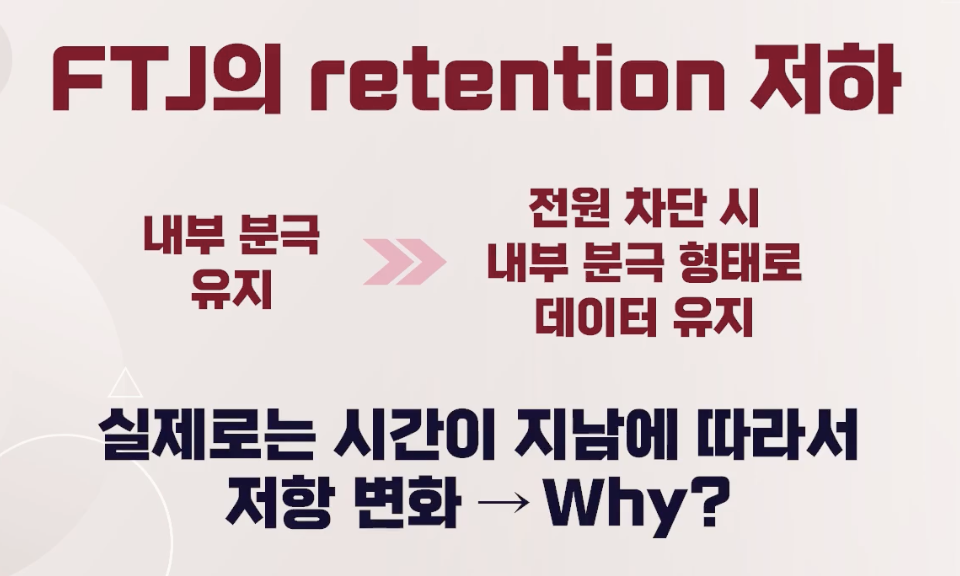 FTJ의 retention 저하
내부 분극
유지
전원 차단 시
내부 분극 형태로
데이터 유지
실제로는 시간이 지남에 따라서
저항 변화 → Why?